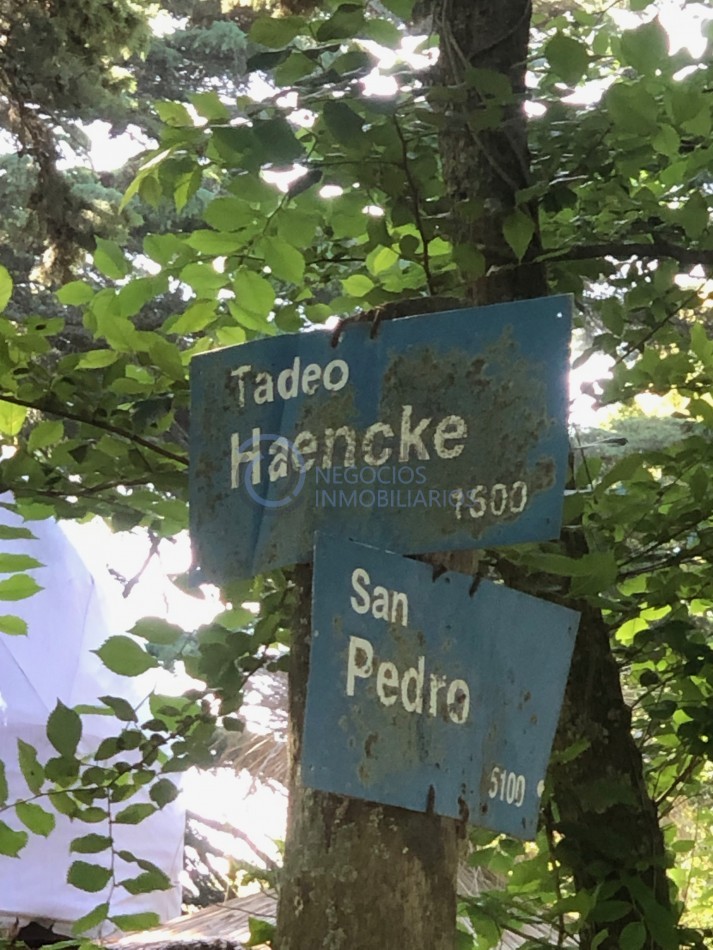 Tadeo
Haencke
1500
NEGOCIOS
INMOBILIARIOS
San
Pedro
5100